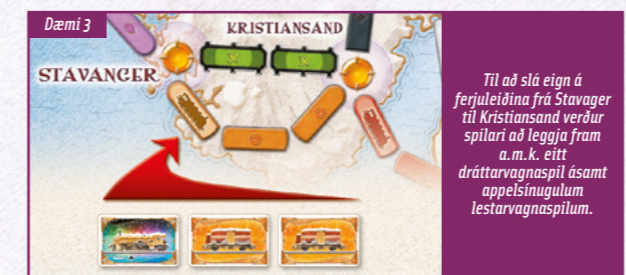 Dæmi 3
KRISTIANSAND
STAVANGER
Til að slá eign á
ferjuleiðina frá Stavager
til Kristiansand verður
spilari að leggja fram
a.m.k. eitt
dráttarvagnaspil ásamt
appelsínugulum
lestarvagnaspilum.